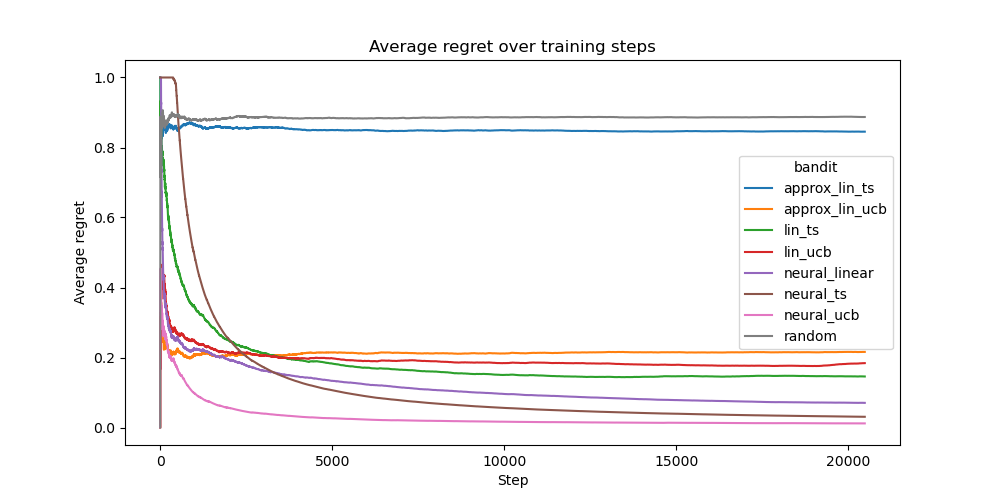 Average regret over training steps
Average regret
1.0
0.8
0.6
0.4
0.2
0.0
bandit
approx_lin_ts
approx_lin_ucb
lin_ts
lin_ucb
neural_linear
neural_ts
neural_ucb
random
0 5000 10000 15000 20000
Step